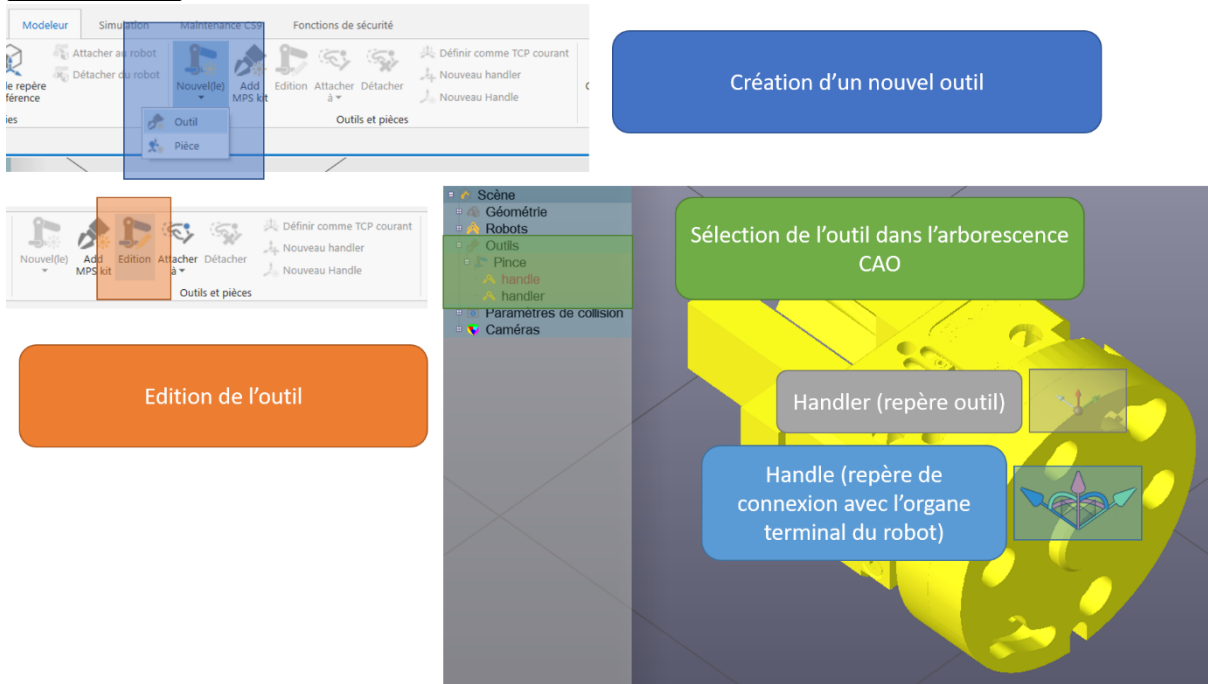 Modeleur Simulation Maintenance CS9 Fonctions de sécurité
Attacher au robot
Détacher du robot
le repère
férence
Nouvel(le)
Add
MPS kit
Edition
Attacher
à
Détacher
Définir comme TCP courant
Nouveau handler
Nouveau Handle
ies
Outils et pièces
Outil
Pièce
Création d'un nouvel outil
Nouvel(le)
Add
MPS kit
Edition
Attacher
à
Détacher
Définir comme TCP courant
Nouveau handler
Nouveau Handle
Outils et pièces
Edition de l'outil
Scène
Géométrie
Robots
Outils
Pince
handle
handler
Paramètres de collision
Caméras
Sélection de l'outil dans l'arborescence
CAO
Handler (repère outil)
Handle (repère de
connexion avec l'organe
terminal du robot)